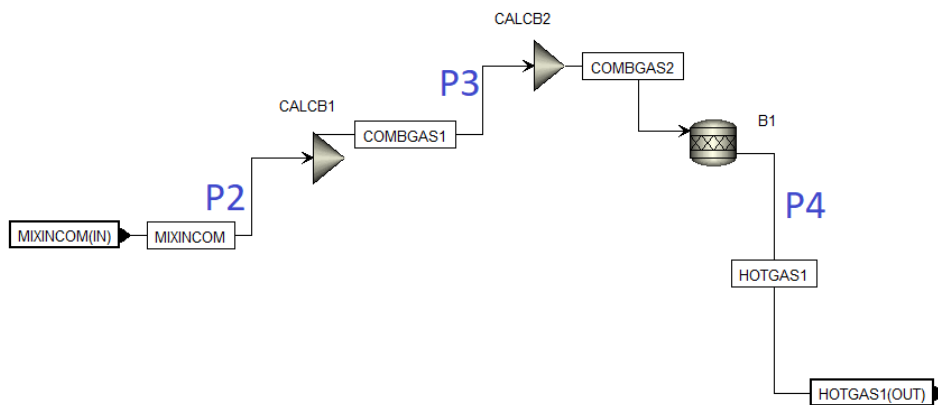 CALCB2
P3
COMBGAS2
CALCB1
COMBGAS1
B1
P2
P4
MIXINCOM(IN)
MIXINCOM
HOTGAS1
HOTGAS1(OUT)